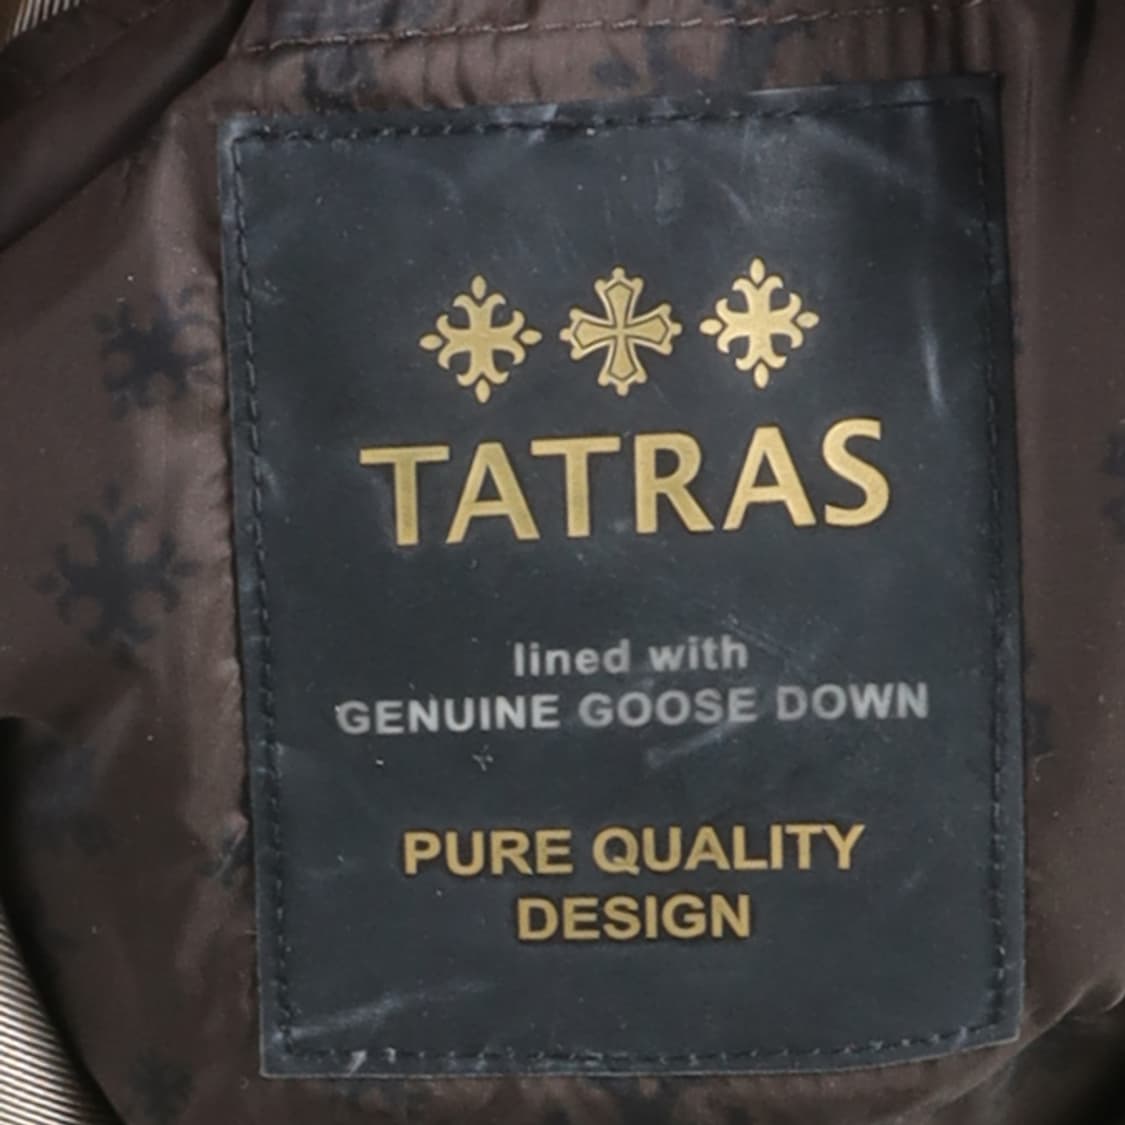 TATRAS
lined with
GENUINE GOOSE DOWN
PURE QUALITY
DESIGN